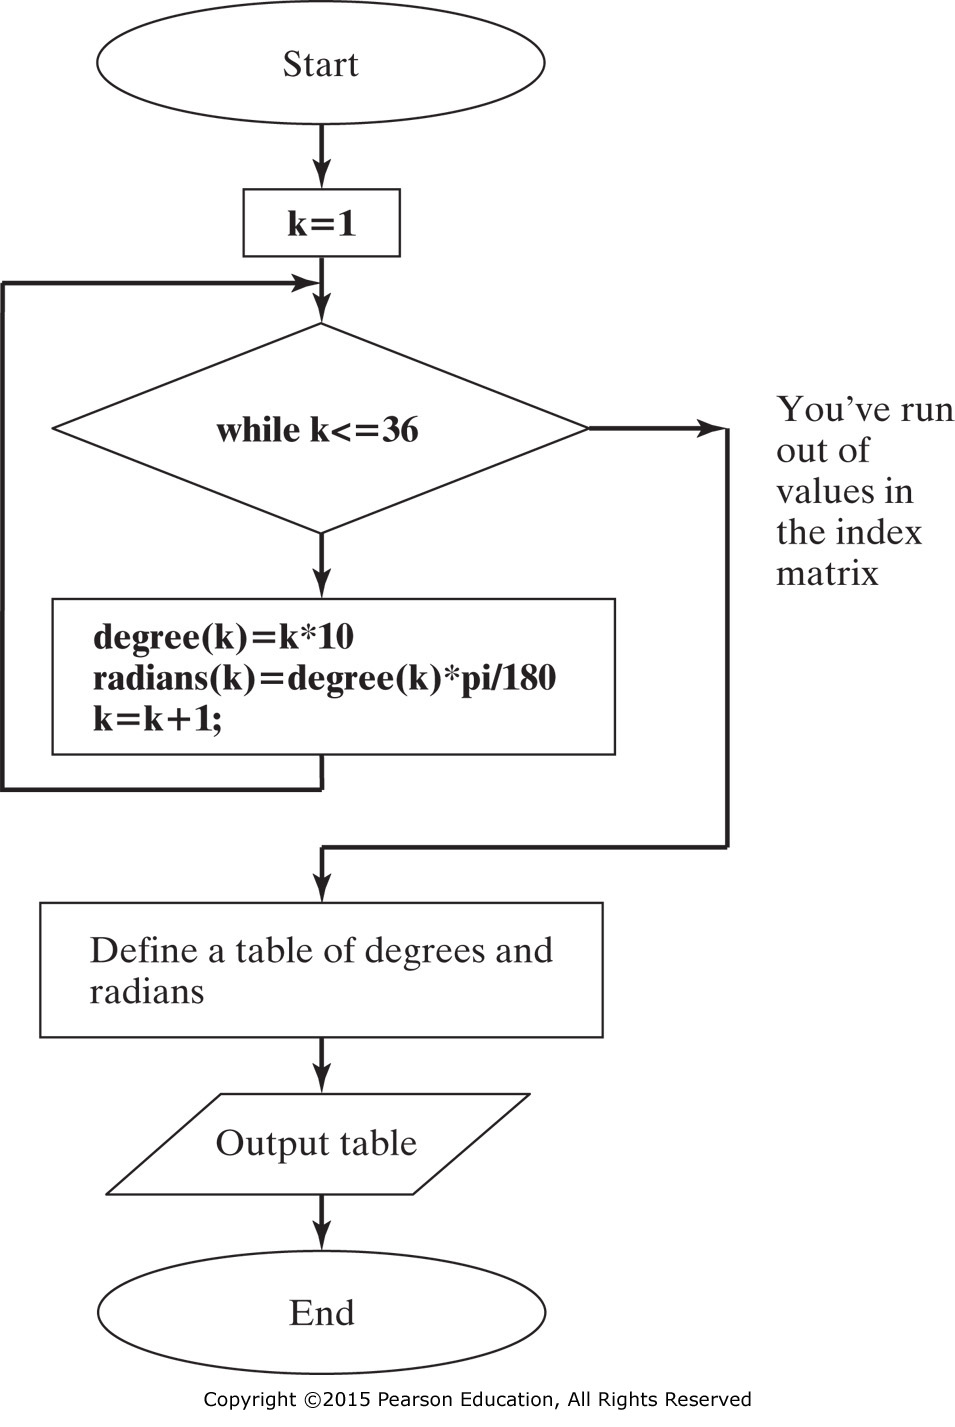 Start
k=1
while k<=36
You've run
out of
values in
the index
matrix
degree(k)=k*10
radians(k)=degree(k)*pi/180
k=k+1;
Define a table of degrees and
radians
Output table
End
Copyright ©2015 Pearson Education, All Rights Reserved